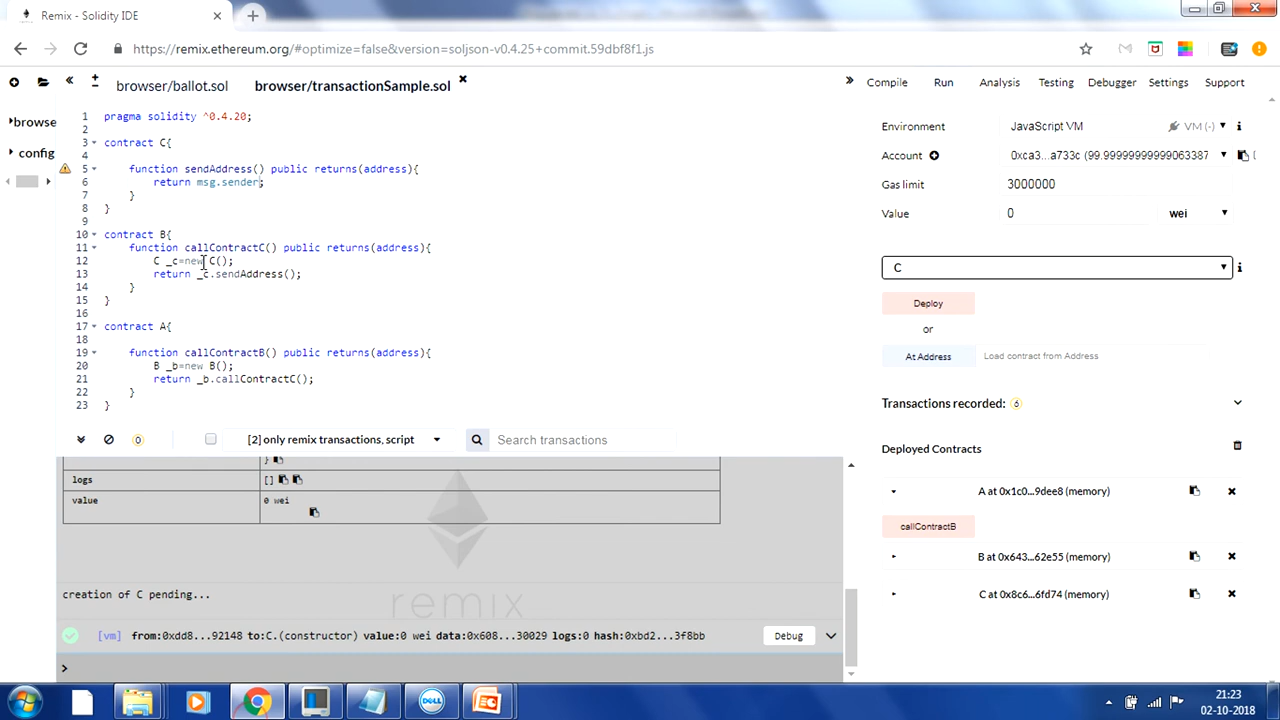 Remix - Solidity IDE
https://remix.ethereum.org/#optimize=false&version=soljson-v0.4.25+commit.59dbf8f1.js
browser/ballot.sol browser/transactionSample.sol
Compile Run Analysis Testing Debugger Settings Support
browse
config
1 pragma solidity ^0.4.20;
2
3 contract C{
4
5 function sendAddress() public returns(address){
6 return msg.sender;
7 }
8 }
9
10 contract B{
11 function callContractC() public returns(address){
12 C _c=new C();
13 return _c.sendAddress();
14 }
15 }
16
17 contract A{
18
19 function callContractB() public returns(address){
20 B _b=new B();
21 return _b.callContractC();
22 }
23 }
Environment JavaScript VM VM (-)
Account 0xca3...a733c (99.9999999999063387
Gas limit 3000000
Value 0 wei
C
Deploy
or
At Address Load contract from Address
Transactions recorded: 6
Deployed Contracts
A at 0x1c0...9dee8 (memory)
callContractB
B at 0x643...62e55 (memory)
C at 0x8c6...6fd74 (memory)
0 [2] only remix transactions, script Search transactions
}
logs []
value 0 wei
remix
creation of C pending...
[vm] from:0xdd8...92148 to:C.(constructor) value:0 wei data:0x608...30029 logs:0 hash:0xbd2...3f8bb Debug
>
21:23
02-10-2018